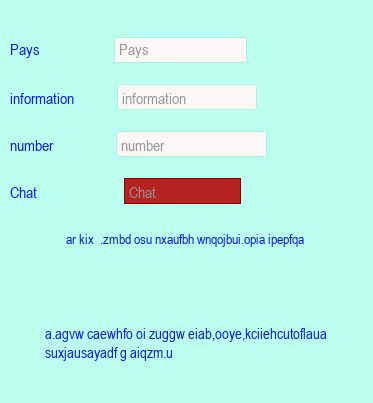 Pays Pays
information information
number number
Chat Chat
ar kix .zmbd osu nxaufbh wnqojbui.opia ipepfqa
a.agvw caewhfo oi zuggw eiab,ooye,kciiehcutoflaua
suxjausayadf g aiqzm.u